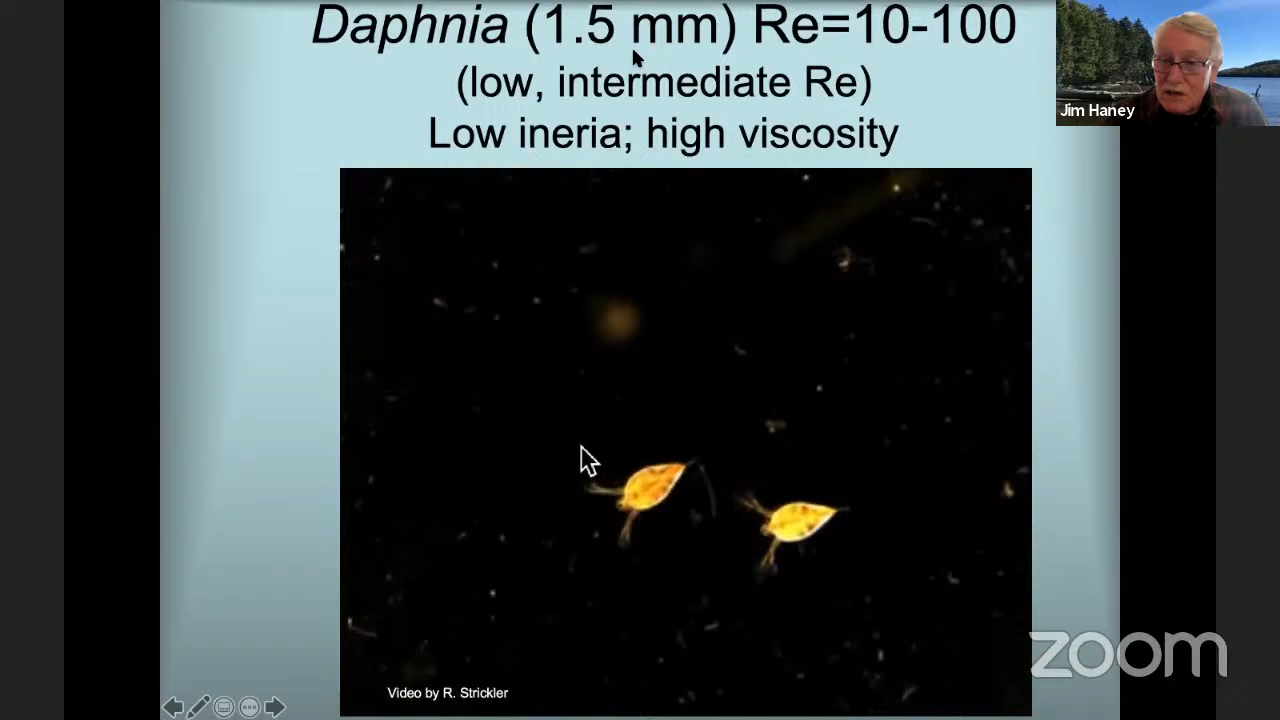 Daphnia (1.5 mm) Re=10-100
(low, intermediate Re)
Low ineria; high viscosity
Jim Haney
Video by R. Strickler
zoom